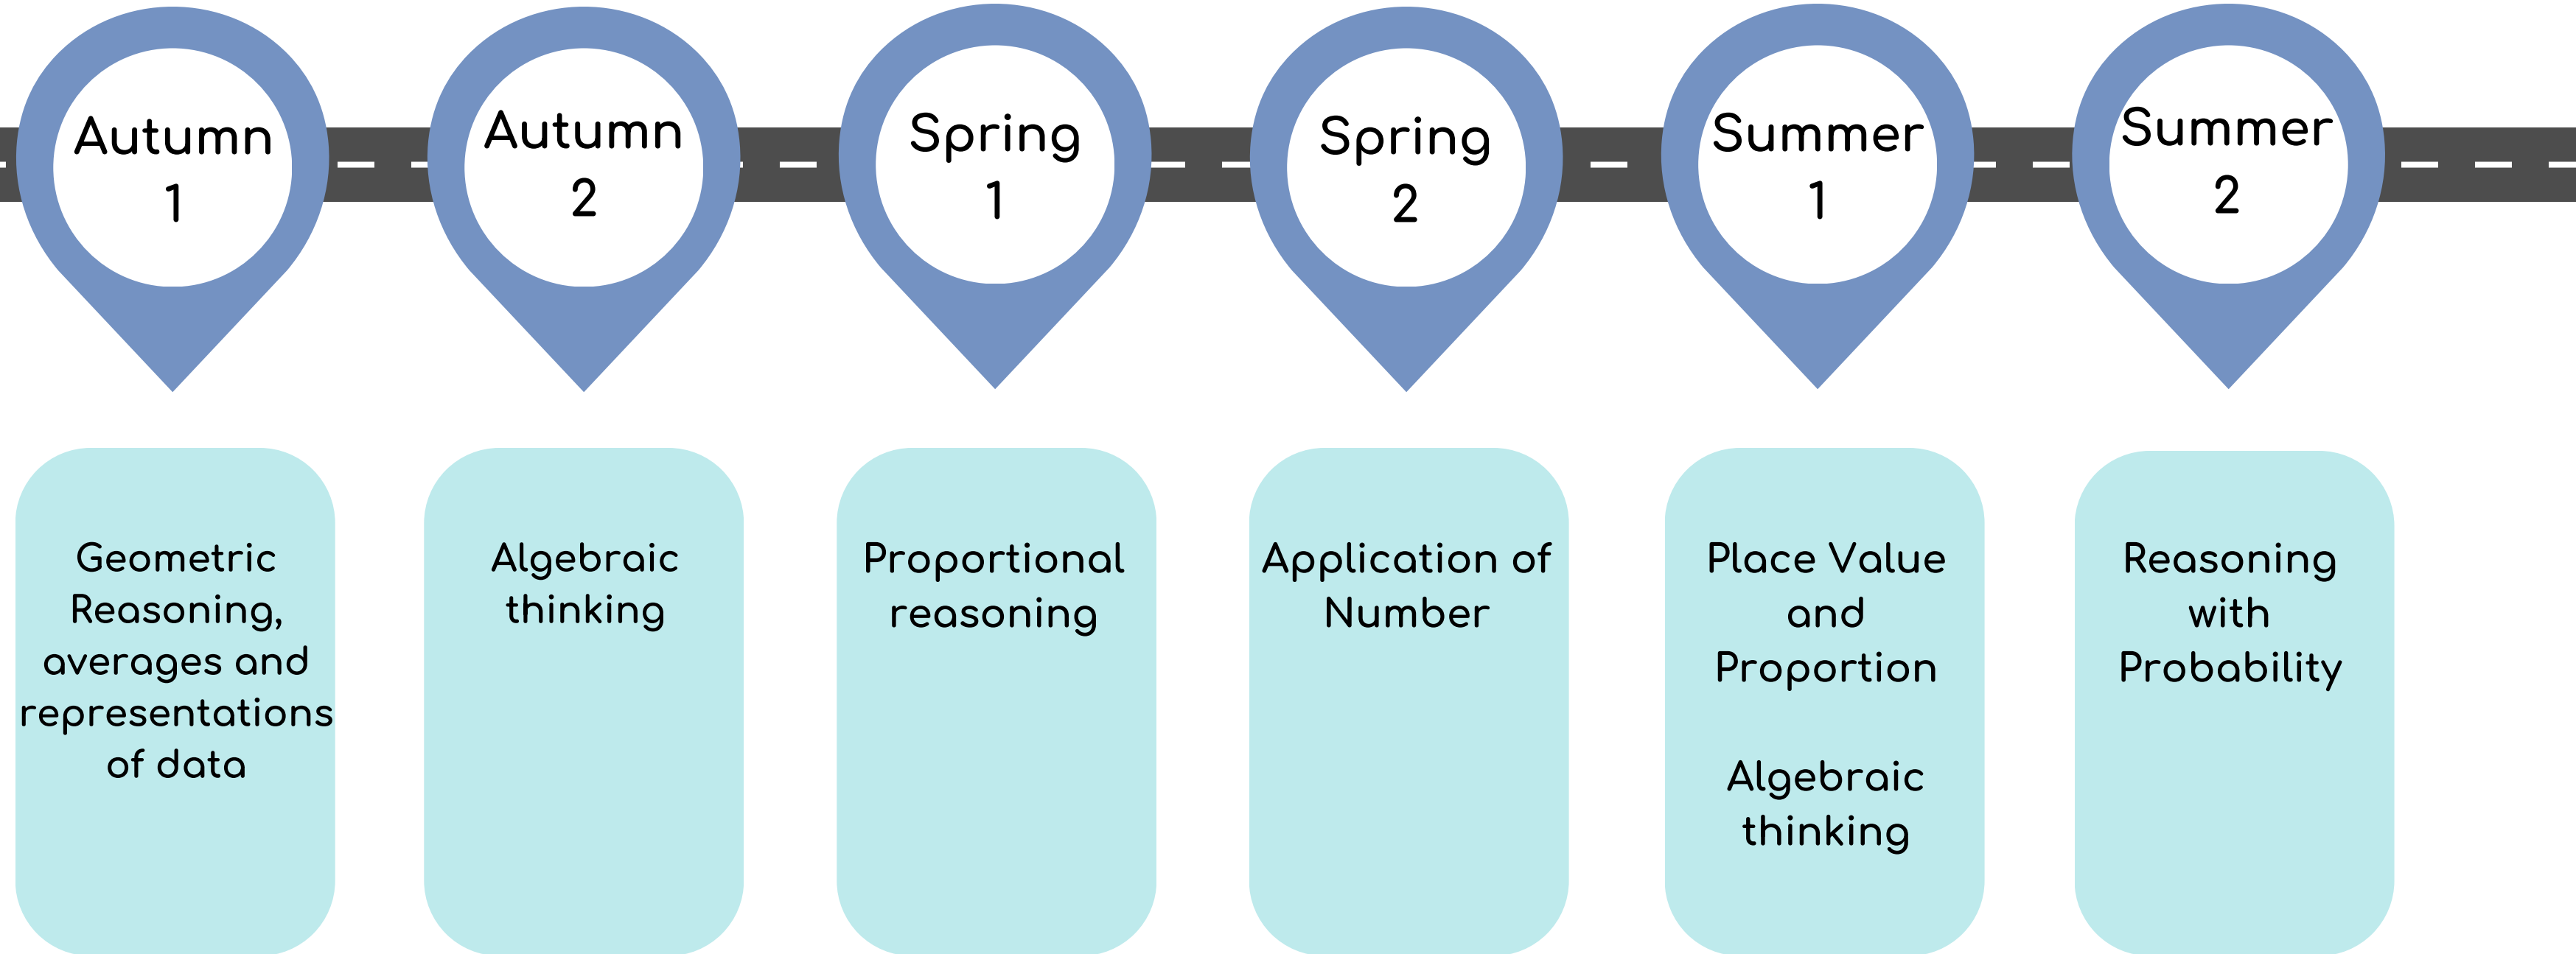 Autumn
1
Autumn
2
Spring
1
Spring
2
Summer
1
Summer
2
Geometric
Reasoning,
averages and
representations
of data
Algebraic
thinking
Proportional
reasoning
Application of
Number
Place Value
and
Proportion
Algebraic
thinking
Reasoning
with
Probability